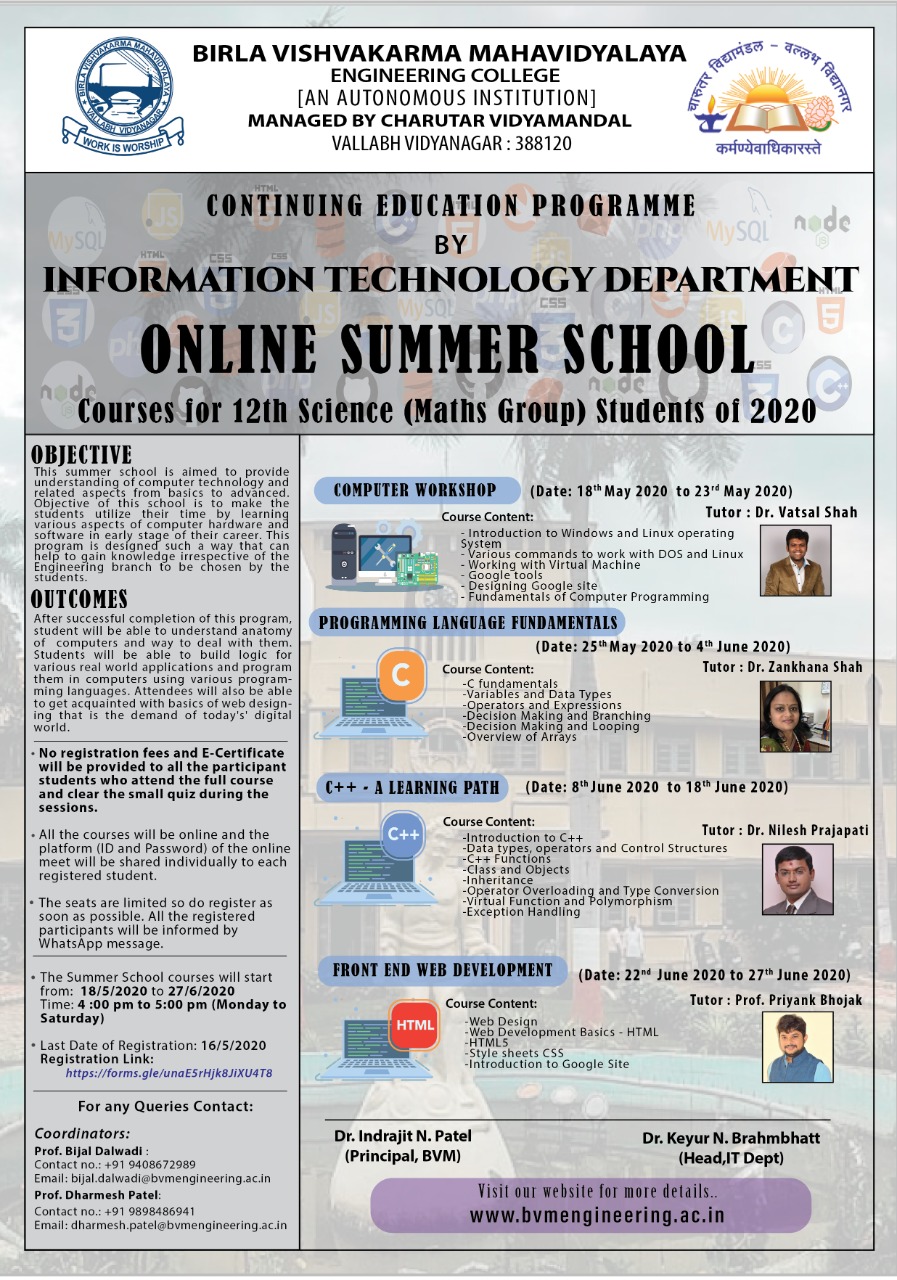 BIRLA VISHVAKARMA MAHAVIDYALAYA
VALLABH VIDYANAGAR
WORK IS WORSHIP
BIRLA VISHVAKARMA MAHAVIDYALAYA
ENGINEERING COLLEGE
[AN AUTONOMOUS INSTITUTION]
MANAGED BY CHARUTAR VIDYAMANDAL
VALLABH VIDYANAGAR : 388120
चारुतर विद्यामंडल - वल्लभ विद्यानगर
कर्मण्येवाधिकारस्ते
CONTINUING EDUCATION PROGRAMME
BY
INFORMATION TECHNOLOGY DEPARTMENT
ONLINE SUMMER SCHOOL
Courses for 12th Science (Maths Group) Students of 2020
OBJECTIVE
This summer school is aimed to provide
understanding of computer technology and
related aspects from basics to advanced.
Objective of this school is to make the
students utilize their time by learning
various aspects of computer hardware and
software in early stage of their career. This
program is designed such a way that can
help to gain knowledge irrespective of the
Engineering branch to be chosen by the
students.
OUTCOMES
After successful completion of this program,
student will be able to understand anatomy
of computers and way to deal with them.
Students will be able to build logic for
various real world applications and program
them in computers using various program-
ming languages. Attendees will also be able
to get acquainted with basics of web design-
ing that is the demand of today's' digital
world.
• No registration fees and E-Certificate
will be provided to all the participant
students who attend the full course
and clear the small quiz during the
sessions.
• All the courses will be online and the
platform (ID and Password) of the online
meet will be shared individually to each
registered student.
• The seats are limited so do register as
soon as possible. All the registered
participants will be informed by
WhatsApp message.
• The Summer School courses will start
from: 18/5/2020 to 27/6/2020
Time: 4 :00 pm to 5:00 pm (Monday to
Saturday)
• Last Date of Registration: 16/5/2020
Registration Link:
https://forms.gle/unaE5rHjk8JiXU4T8
For any Queries Contact:
Coordinators:
Prof. Bijal Dalwadi :
Contact no.: +91 9408672989
Email: bijal.dalwadi@bvmengineering.ac.in
Prof. Dharmesh Patel:
Contact no.: +91 9898486941
Email: dharmesh.patel@bvmengineering.ac.in
COMPUTER WORKSHOP (Date: 18th May 2020 to 23rd May 2020)
Tutor : Dr. Vatsal Shah
Course Content:
- Introduction to Windows and Linux operating
System
- Various commands to work with DOS and Linux
- Working with Virtual Machine
- Google tools
- Designing Google site
- Fundamentals of Computer Programming
PROGRAMMING LANGUAGE FUNDAMENTALS
(Date: 25th May 2020 to 4th June 2020)
Tutor : Dr. Zankhana Shah
C
Course Content:
-C fundamentals
-Variables and Data Types
-Operators and Expressions
-Decision Making and Branching
-Decision Making and Looping
-Overview of Arrays
C++ - A LEARNING PATH (Date: 8th June 2020 to 18th June 2020)
Tutor : Dr. Nilesh Prajapati
C++
Course Content:
-Introduction to C++
-Data types, operators and Control Structures
-C++ Functions
-Class and Objects
-Inheritance
-Operator Overloading and Type Conversion
-Virtual Function and Polymorphism
-Exception Handling
FRONT END WEB DEVELOPMENT (Date: 22nd June 2020 to 27th June 2020)
Tutor : Prof. Priyank Bhojak
HTML
Course Content:
-Web Design
-Web Development Basics - HTML
-HTML5
-Style sheets CSS
-Introduction to Google Site
Dr. Indrajit N. Patel
(Principal, BVM)
Dr. Keyur N. Brahmbhatt
(Head,IT Dept)
Visit our website for more details..
www.bvmengineering.ac.in